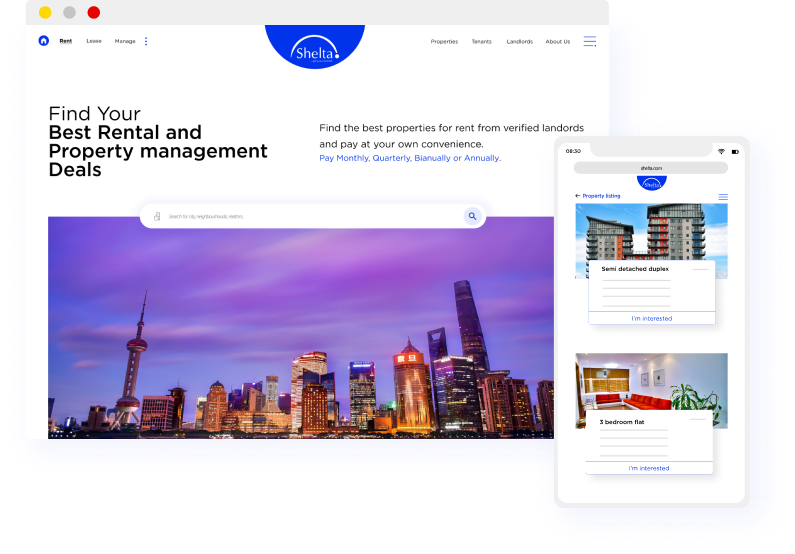 Rent Lease Manage
Shelta.
Properties Tenants Landlords About Us
Find Your
Best Rental and
Property management
Deals
Find the best properties for rent from verified landords
and pay at your own convenience.
Pay Monthly, Quarterly, Bianually or Annually.
Search for city, neighbourhoods, realtors,
08:30
shelta.com
Shelta.
← Property listing
Semi detached duplex
I'm interested
3 bedroom flat
I'm interested